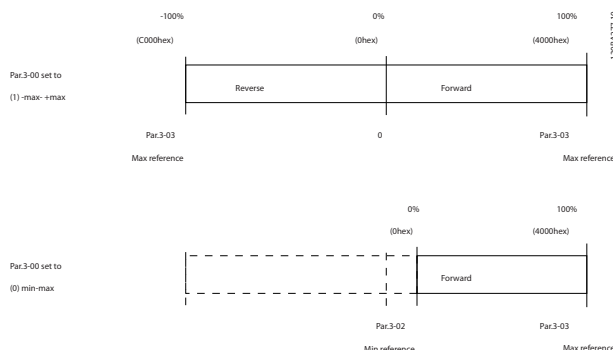 -100% 0% 100%
(C000hex) (0hex) (4000hex)
Par.3-00 set to
(1) -max- +max
Reverse Forward
Par.3-03 0 Par.3-03
Max reference Max reference
0% 100%
(0hex) (4000hex)
Par.3-00 set to
(0) min-max
Forward
Par.3-02 Par.3-03
Min reference Max reference